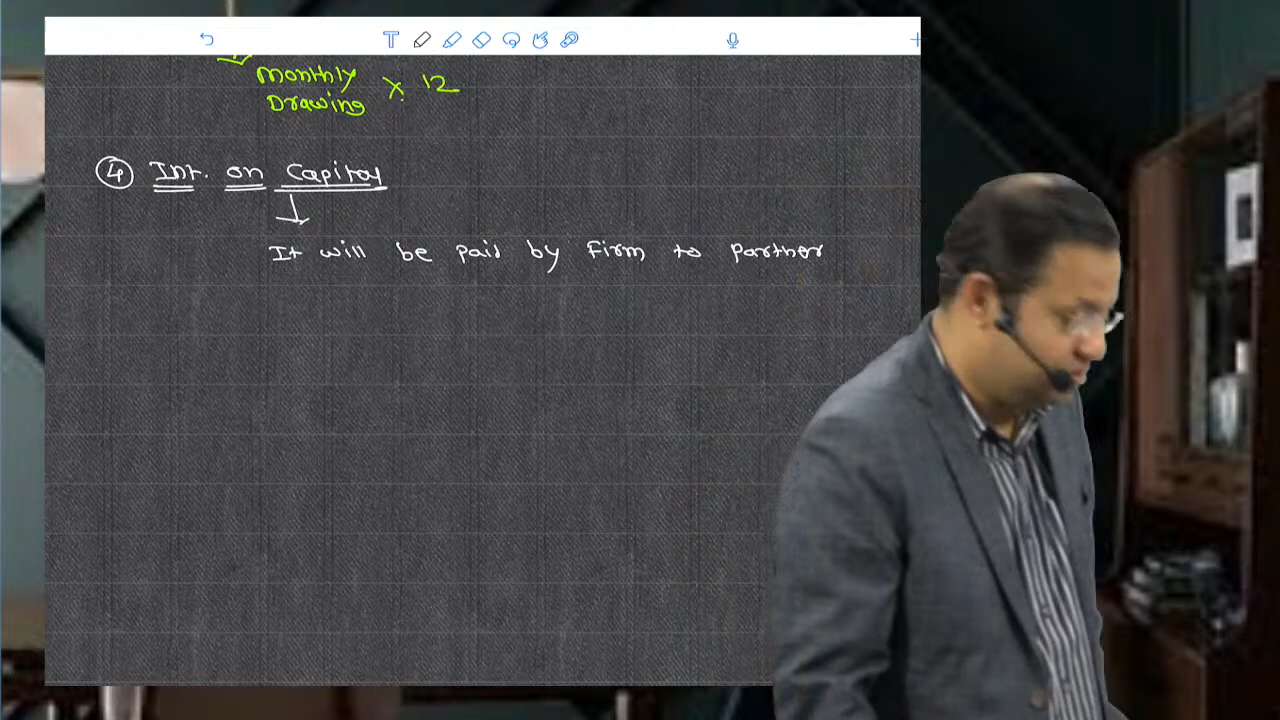 Monthly
Drawing × 12
④ Int. on Capital
It will be paid by Firm to partner